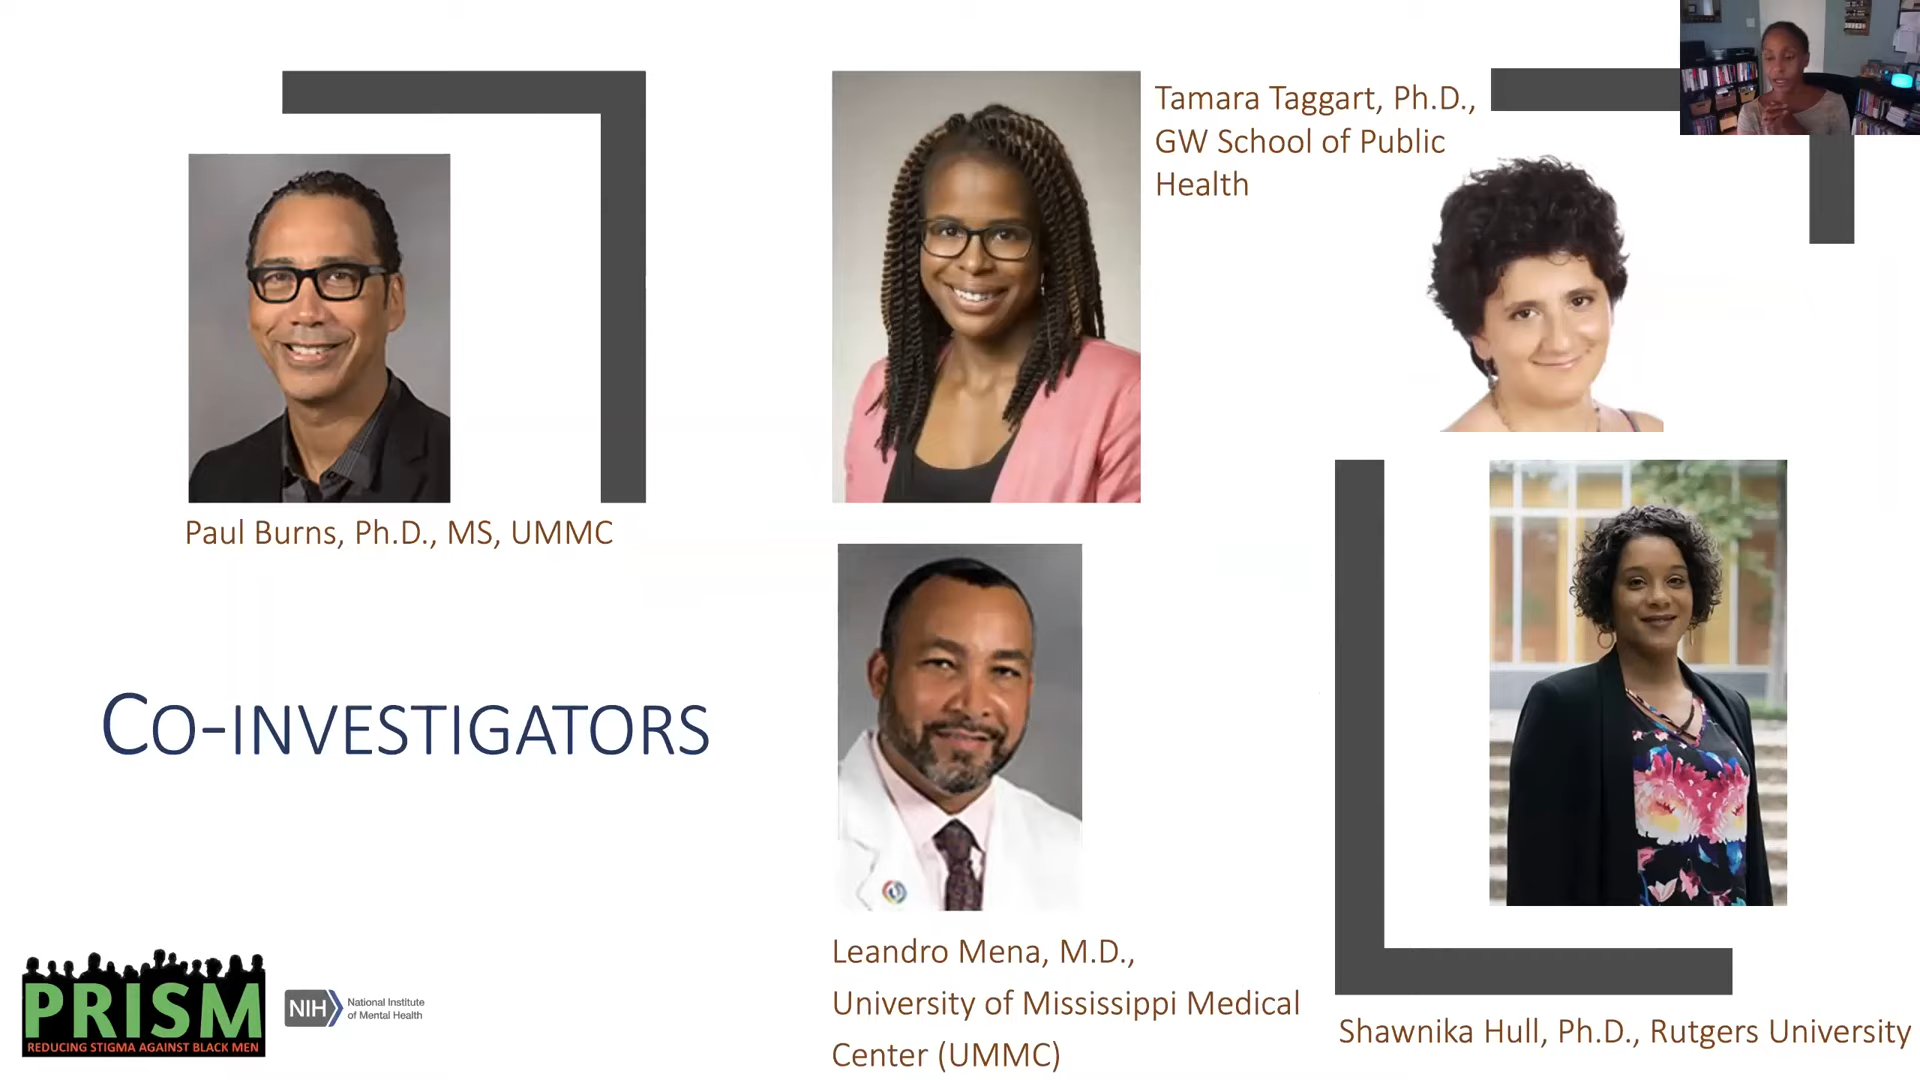 Tamara Taggart, Ph.D.,
GW School of Public
Health
Paul Burns, Ph.D., MS, UMMC
CO-INVESTIGATORS
Leandro Mena, M.D.,
University of Mississippi Medical
Center (UMMC)
Shawnika Hull, Ph.D., Rutgers University
PRISM
REDUCING STIGMA AGAINST BLACK MEN
NIH
National Institute
of Mental Health